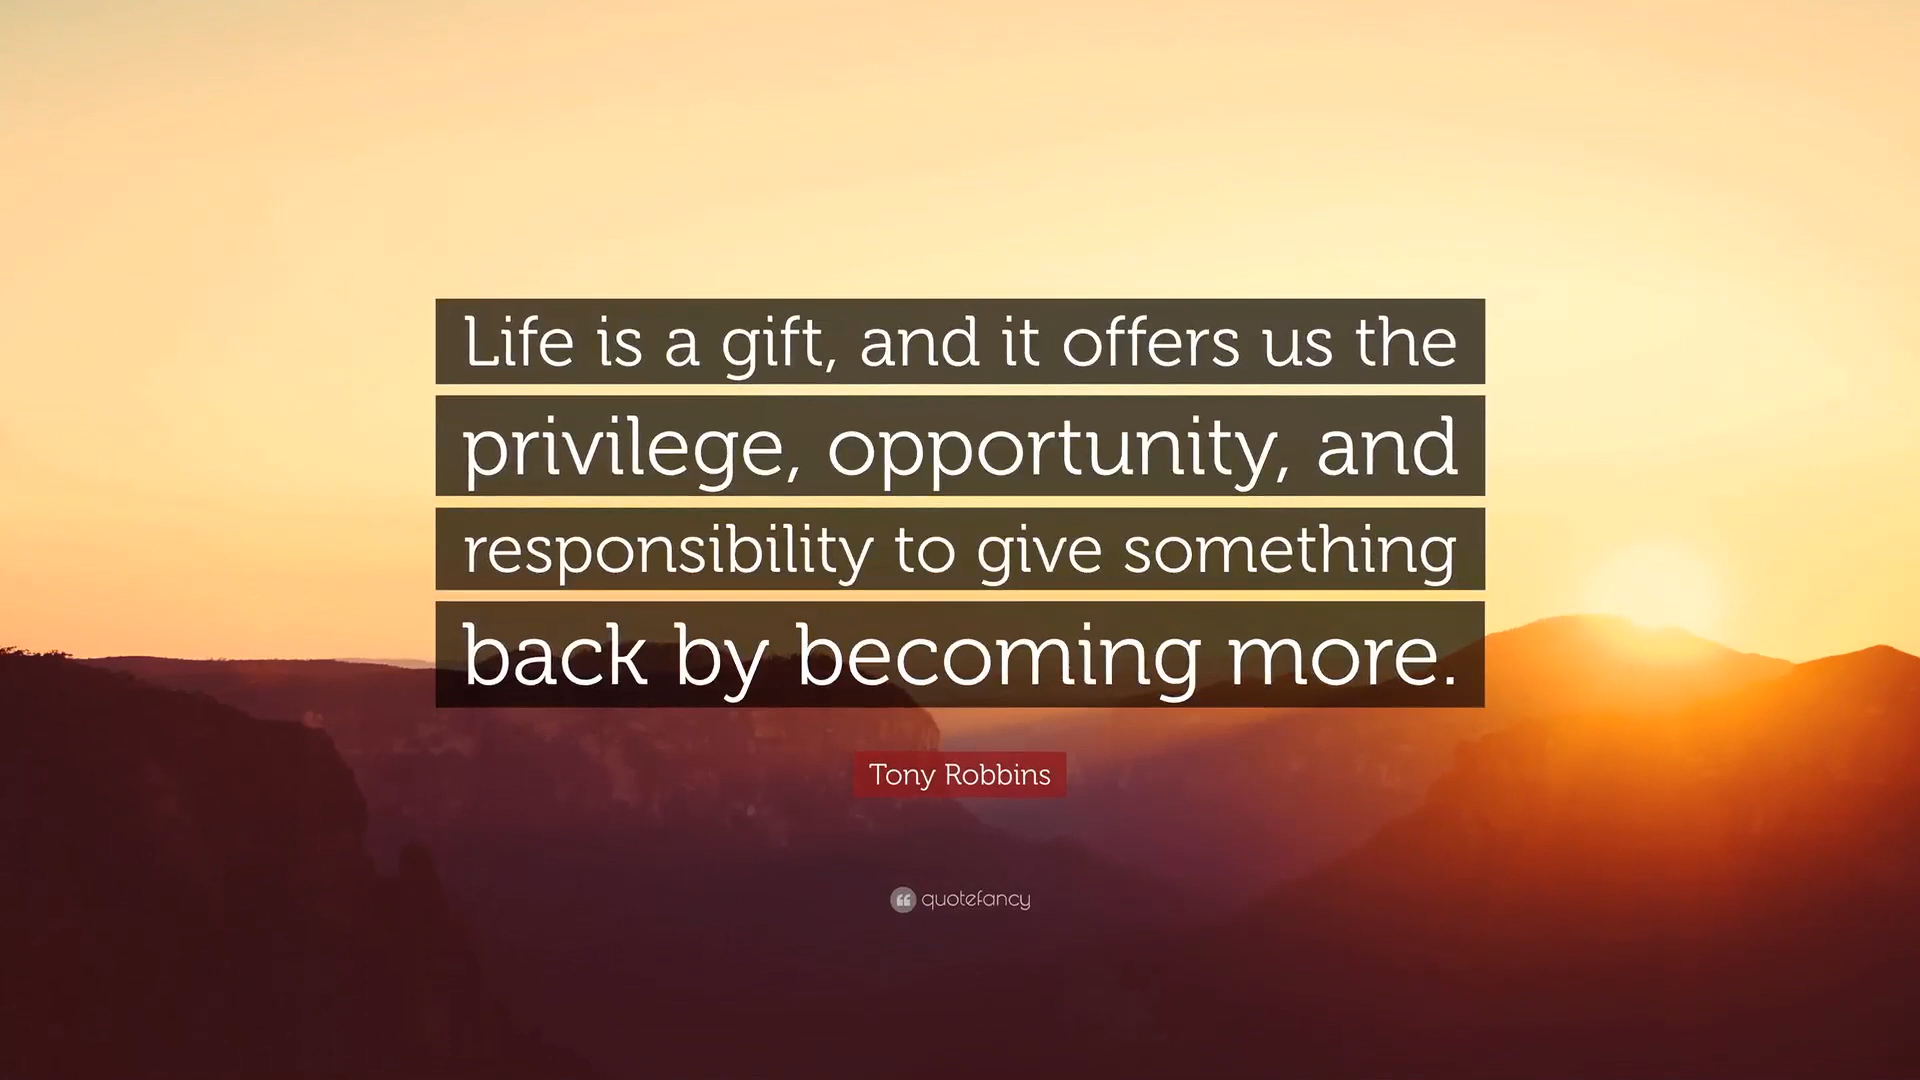 Life is a gift, and it offers us the
privilege, opportunity, and
responsibility to give something
back by becoming more.
Tony Robbins
quotefancy